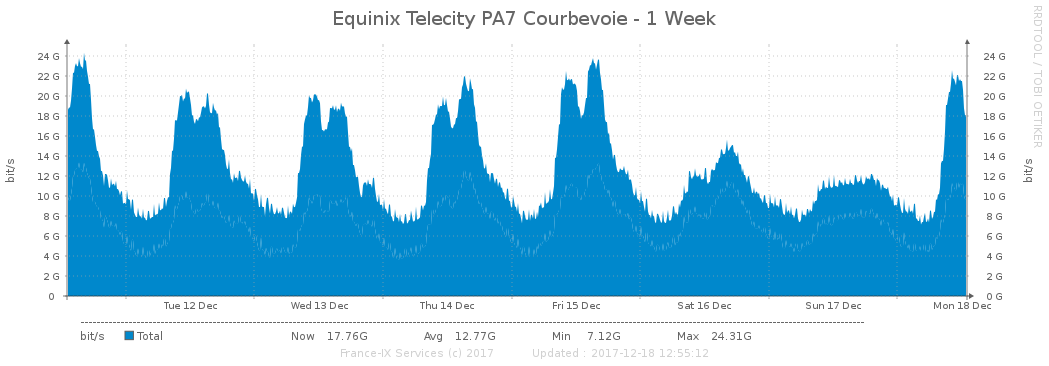 Equinix Telecity PA7 Courbevoie - 1 Week
RRDTOOL / TOBI OETIKER
24 G 24 G
22 G 22 G
20 G 20 G
18 G 18 G
16 G 16 G
14 G 14 G
12 G 12 G
10 G 10 G
8 G 8 G
6 G 6 G
4 G 4 G
2 G 2 G
0 0 G
bit/s
bit/s
Tue 12 Dec Wed 13 Dec Thu 14 Dec Fri 15 Dec Sat 16 Dec Sun 17 Dec Mon 18 Dec
bit/s Total Now 17.76G Avg 12.77G Min 7.12G Max 24.31G
France-IX Services (c) 2017 Updated : 2017-12-18 12:55:12